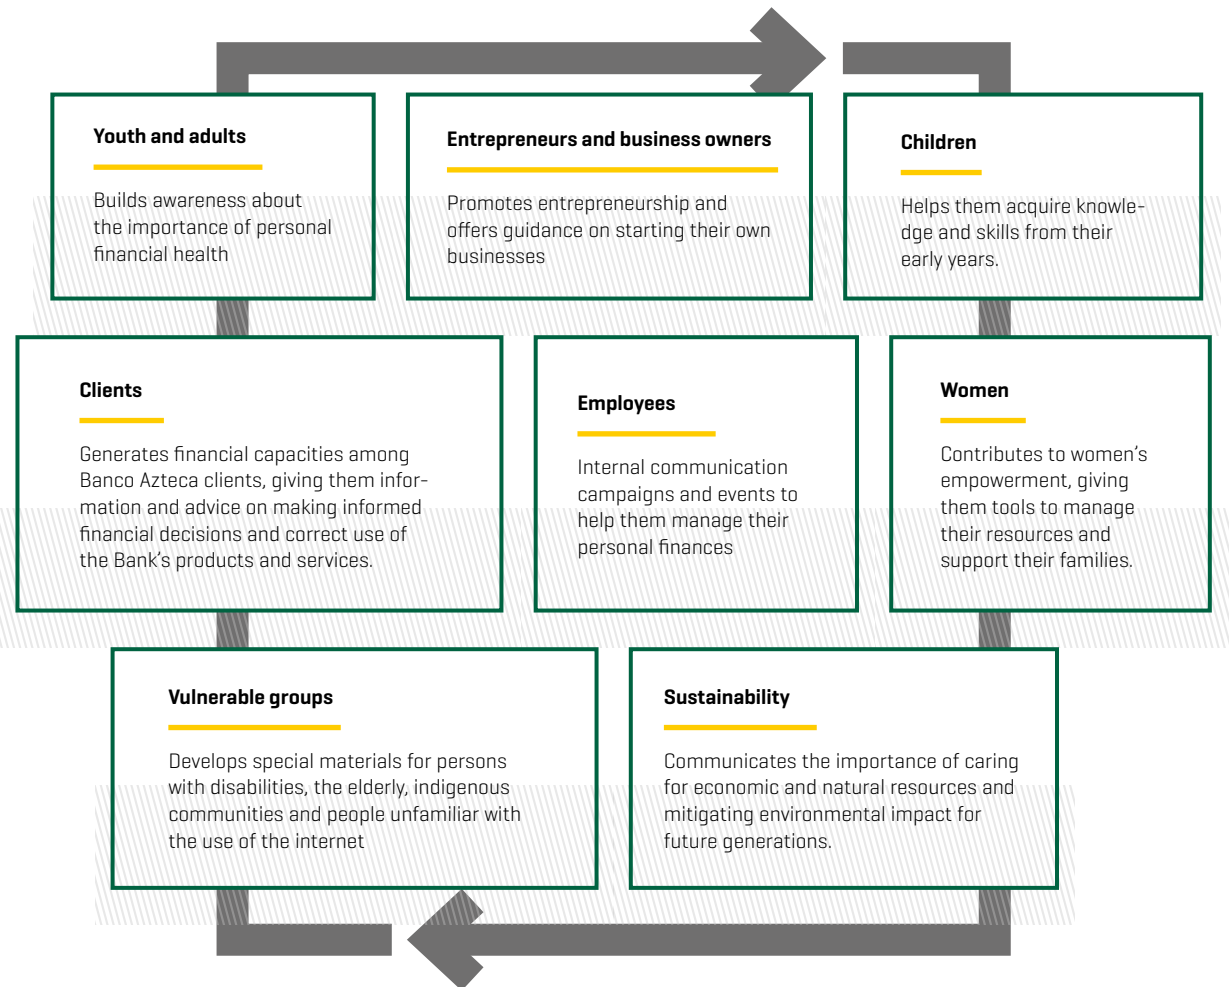 Youth and adults
Builds awareness about
the importance of personal
financial health
Entrepreneurs and business owners
Promotes entrepreneurship and
offers guidance on starting their own
businesses
Children
Helps them acquire knowle-
dge and skills from their
early years.
Clients
Generates financial capacities among
Banco Azteca clients, giving them infor-
mation and advice on making informed
financial decisions and correct use of
the Bank's products and services.
Employees
Internal communication
campaigns and events to
help them manage their
personal finances
Women
Contributes to women's
empowerment, giving
them tools to manage
their resources and
support their families.
Vulnerable groups
Develops special materials for persons
with disabilities, the elderly, indigenous
communities and people unfamiliar with
the use of the internet
Sustainability
Communicates the importance of caring
for economic and natural resources and
mitigating environmental impact for
future generations.